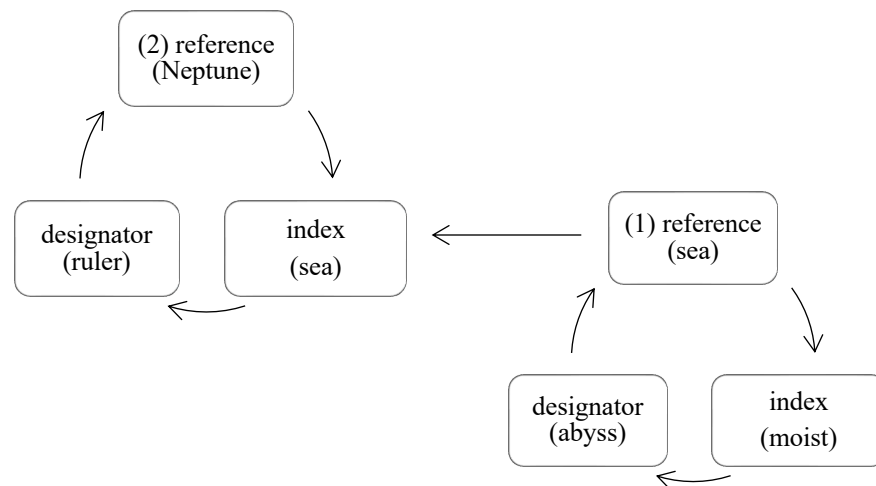 (2) reference
(Neptune)
designator
(ruler)
index
(sea)
(1) reference
(sea)
designator
(abyss)
index
(moist)